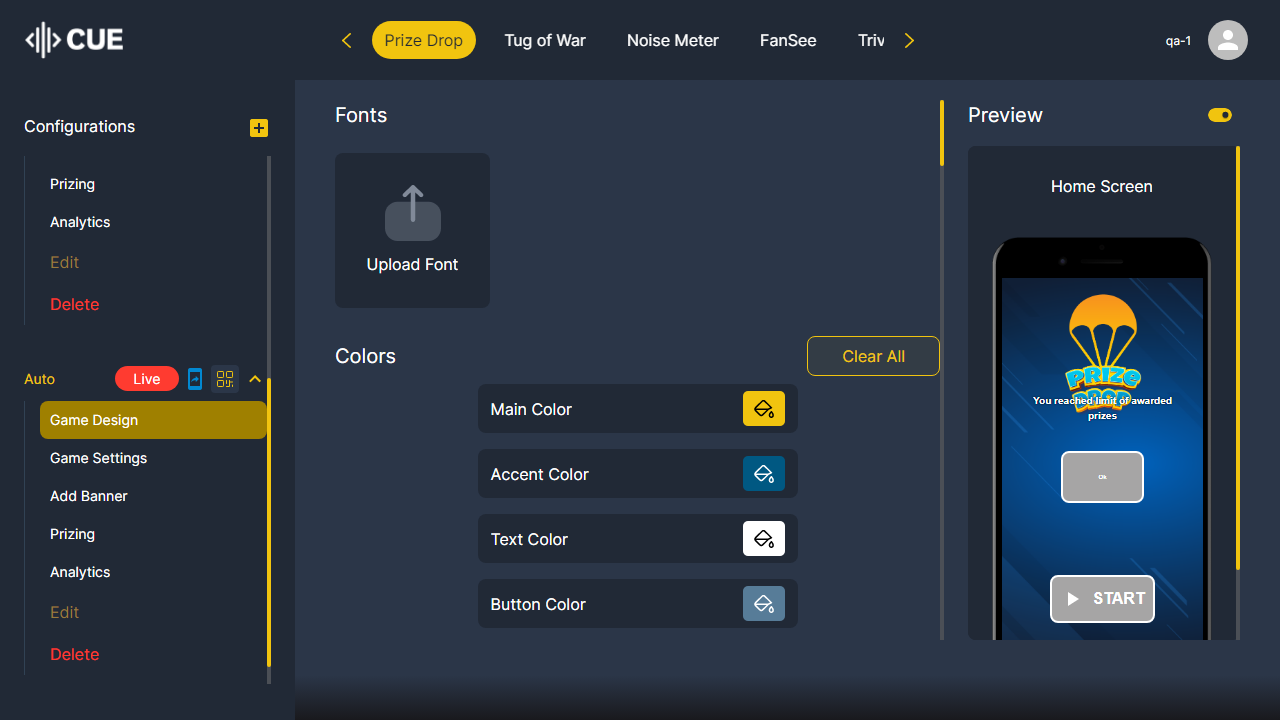 CUE
Prize Drop
Tug of War
Noise Meter
FanSee
Triv
qa-1
Configurations
Prizing
Analytics
Edit
Delete
Auto
Live
Game Design
Game Settings
Add Banner
Prizing
Analytics
Edit
Delete
Fonts
Upload Font
Colors
Clear All
Main Color
Accent Color
Text Color
Button Color
Preview
Home Screen
PRIZE
DROP
You reached limit of awarded
prizes
Ok
START